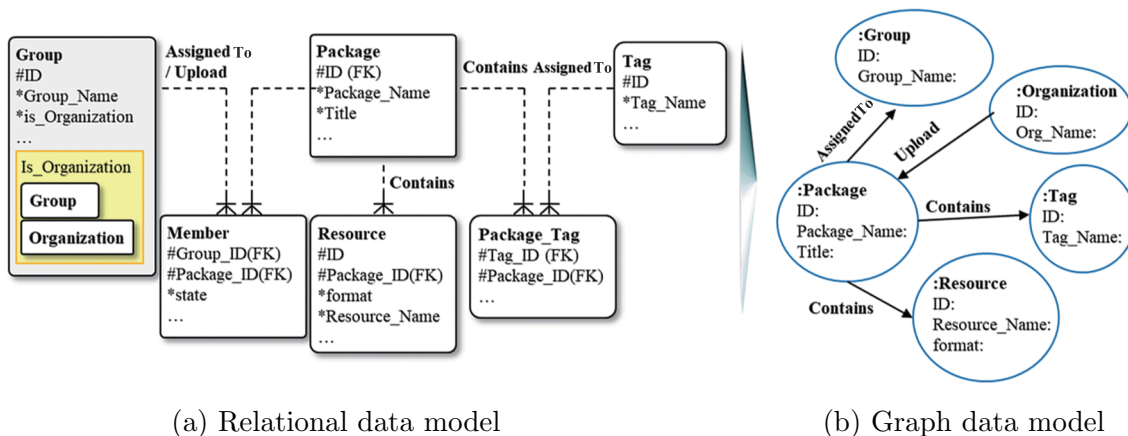 Group
#ID
*Group_Name
*is_Organization
…
Is_Organization
Group
Organization
Assigned To
/ Upload
Package
#ID (FK)
*Package_Name
*Title
…
Contains
Assigned To
Tag
#ID
*Tag_Name
…
Contains
Member
#Group_ID(FK)
#Package_ID(FK)
*state
…
Resource
#ID
#Package_ID(FK)
*format
*Resource_Name
…
Package_Tag
#Tag_ID (FK)
#Package_ID(FK)
…
(a) Relational data model
:Group
ID:
Group_Name:
:Organization
ID:
Org_Name:
AssignedTo
Upload
:Package
ID:
Package_Name:
Title:
Contains
:Tag
ID:
Tag_Name:
Contains
:Resource
ID:
Resource_Name:
format:
(b) Graph data model